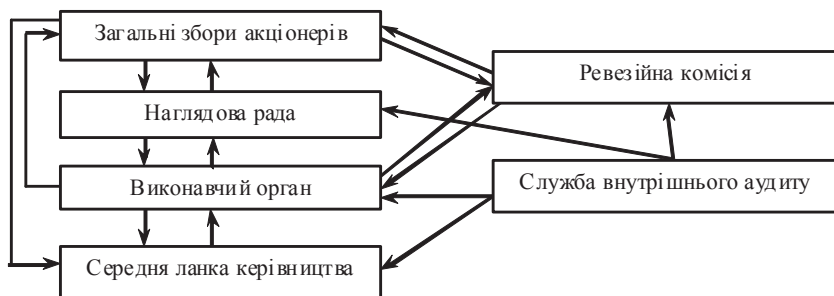 Загальні збори акціонерів
Ревезійна комісія
Наглядова рада
Виконавчий орган
Служба внутрішнього аудиту
Середня ланка керівництва